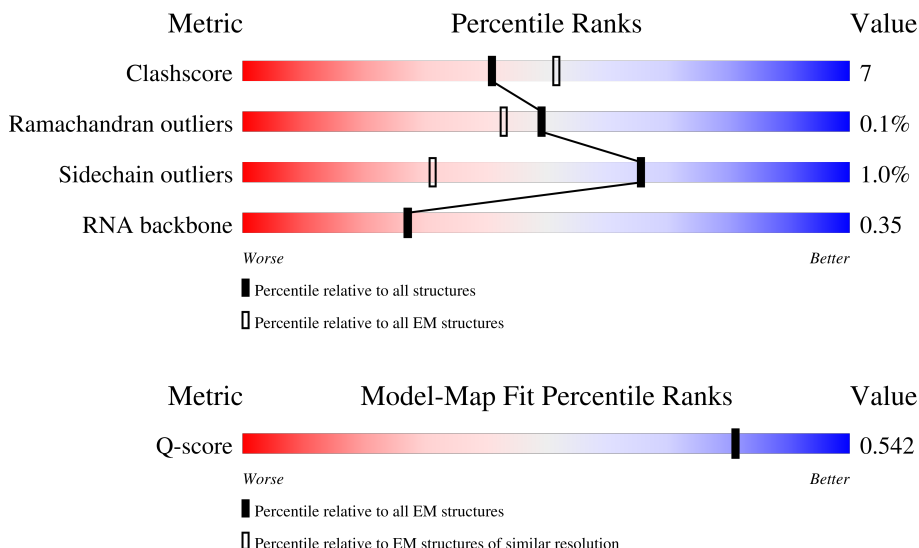 Metric Percentile Ranks Value
Clashscore 7
Ramachandran outliers 0.1%
Sidechain outliers 1.0%
RNA backbone 0.35
Worse Better
Percentile relative to all structures
Percentile relative to all EM structures
Metric Model-Map Fit Percentile Ranks Value
Q-score 0.542
Worse Better
Percentile relative to all EM structures
Percentile relative to EM structures of similar resolution